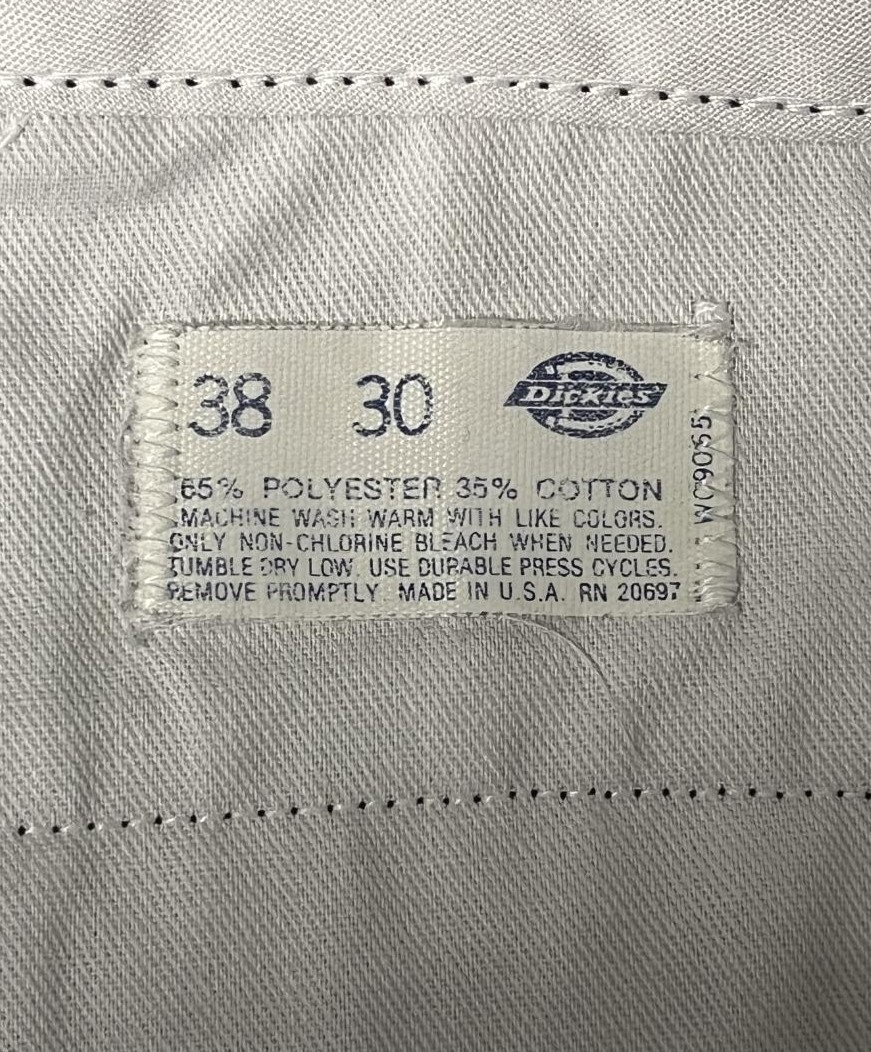 38 30 Dickies
65% POLYESTER 35% COTTON
MACHINE WASH WARM WITH LIKE COLORS.
ONLY NON-CHLORINE BLEACH WHEN NEEDED.
TUMBLE DRY LOW. USE DURABLE PRESS CYCLES.
REMOVE PROMPTLY MADE IN U.S.A. RN 20697